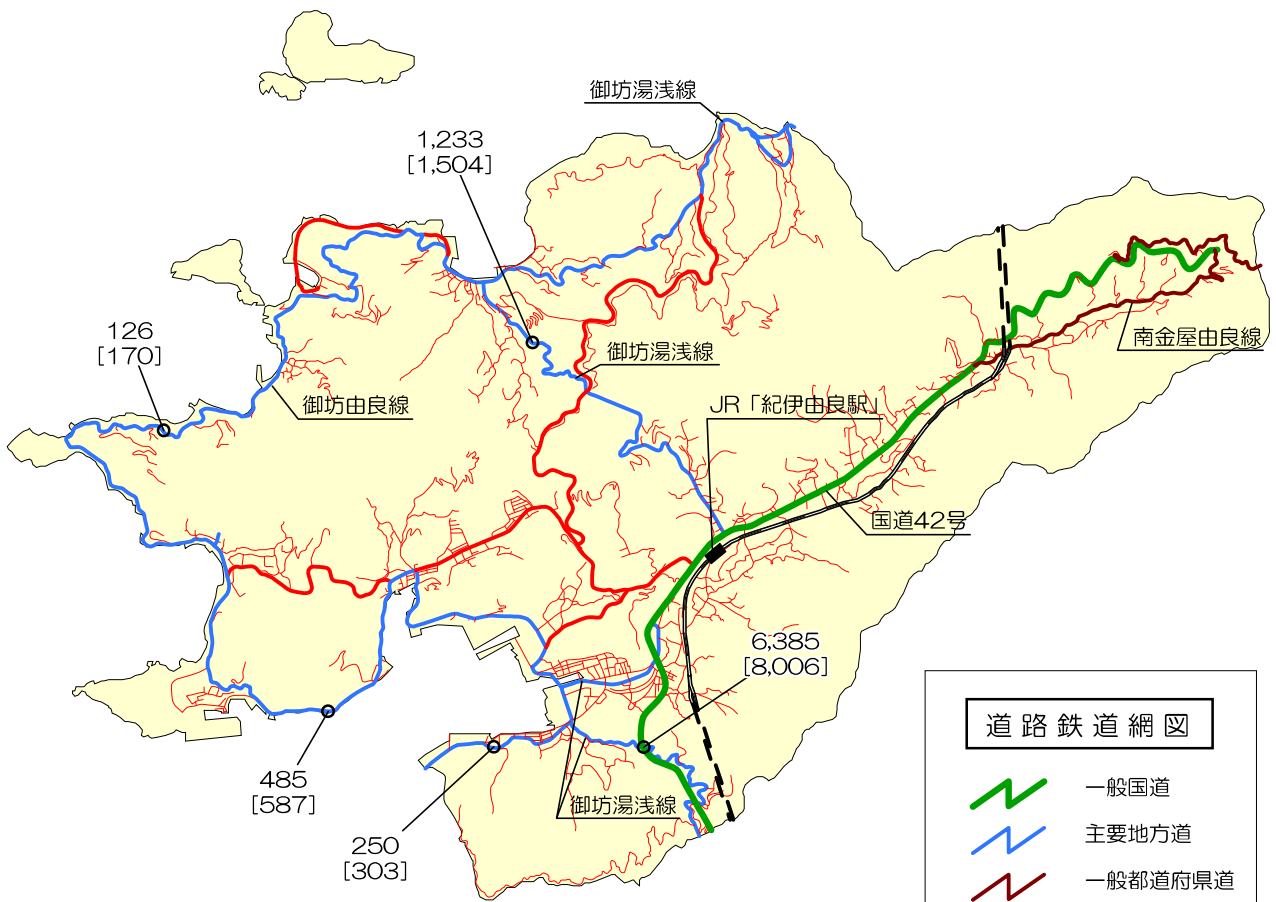 御坊湯浅線
1,233
[1,504]
126
[170]
御坊由良線
御坊湯浅線
JR「紀伊由良駅」
南金屋由良線
国道42号
6,385
[8,006]
485
[587]
250
[303]
御坊湯浅線
道路鉄道網図
一般国道
主要地方道
一般都道府県道